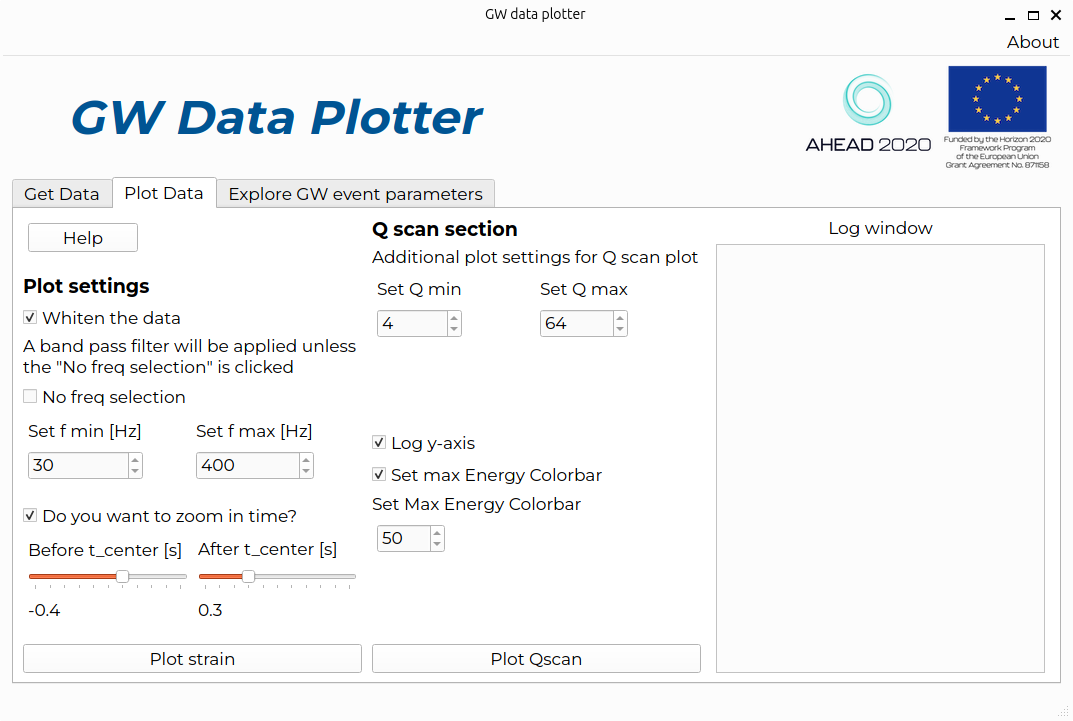 GW data plotter
About
GW Data Plotter
AHEAD 2020
Funded by the Horizon 2020
Framework Program
of the European Union
Grant Agreement No. 871158
Get Data
Plot Data
Explore GW event parameters
Help
Plot settings
Whiten the data
A band pass filter will be applied unless
the "No freq selection" is clicked
No freq selection
Set f min [Hz]
Set f max [Hz]
30
400
Do you want to zoom in time?
Before t_center [s]
After t_center [s]
-0.4
0.3
Plot strain
Q scan section
Additional plot settings for Q scan plot
Set Q min
Set Q max
4
64
Log y-axis
Set max Energy Colorbar
Set Max Energy Colorbar
50
Plot Qscan
Log window